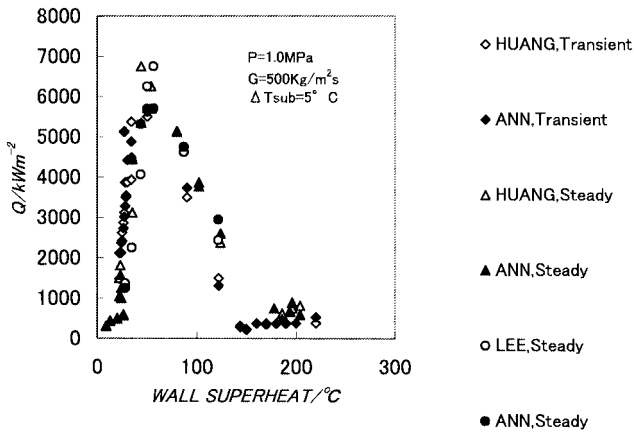 8000
7000
6000
5000
4000
3000
2000
1000
0
Q/kWm⁻²
P=1.0MPa
G=500Kg/m²s
Δ Tsub=5° C
0 100 200 300
WALL SUPERHEAT/°C
HUANG,Transient
ANN,Transient
HUANG,Steady
ANN,Steady
LEE,Steady
ANN,Steady